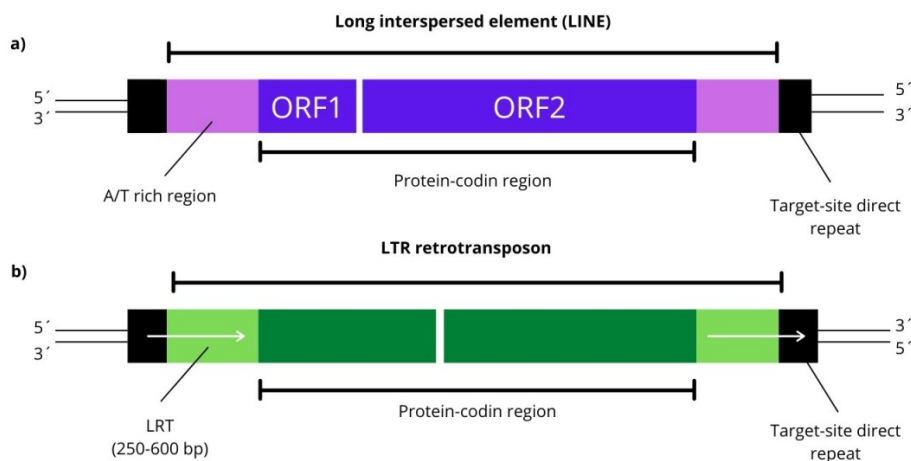 Long interspersed element (LINE)
a)
5´ 5´
3´ ORF1 ORF2 3´
A/T rich region
Protein-codin region
Target-site direct
repeat
LTR retrotransposon
b)
5´ 3´
3´ 5´
LRT
(250-600 bp)
Protein-codin region
Target-site direct
repeat